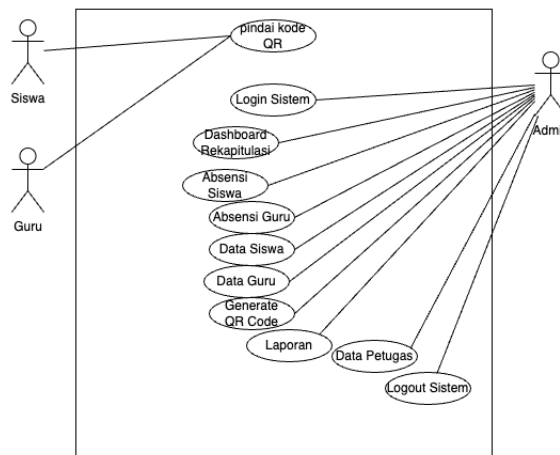 pindai kode
QR
Siswa
Login Sistem
Admi
Dashboard
Rekapitulasi
Absensi
Siswa
Guru
Absensi Guru
Data Siswa
Data Guru
Generate
QR Code
Laporan
Data Petugas
Logout Sistem